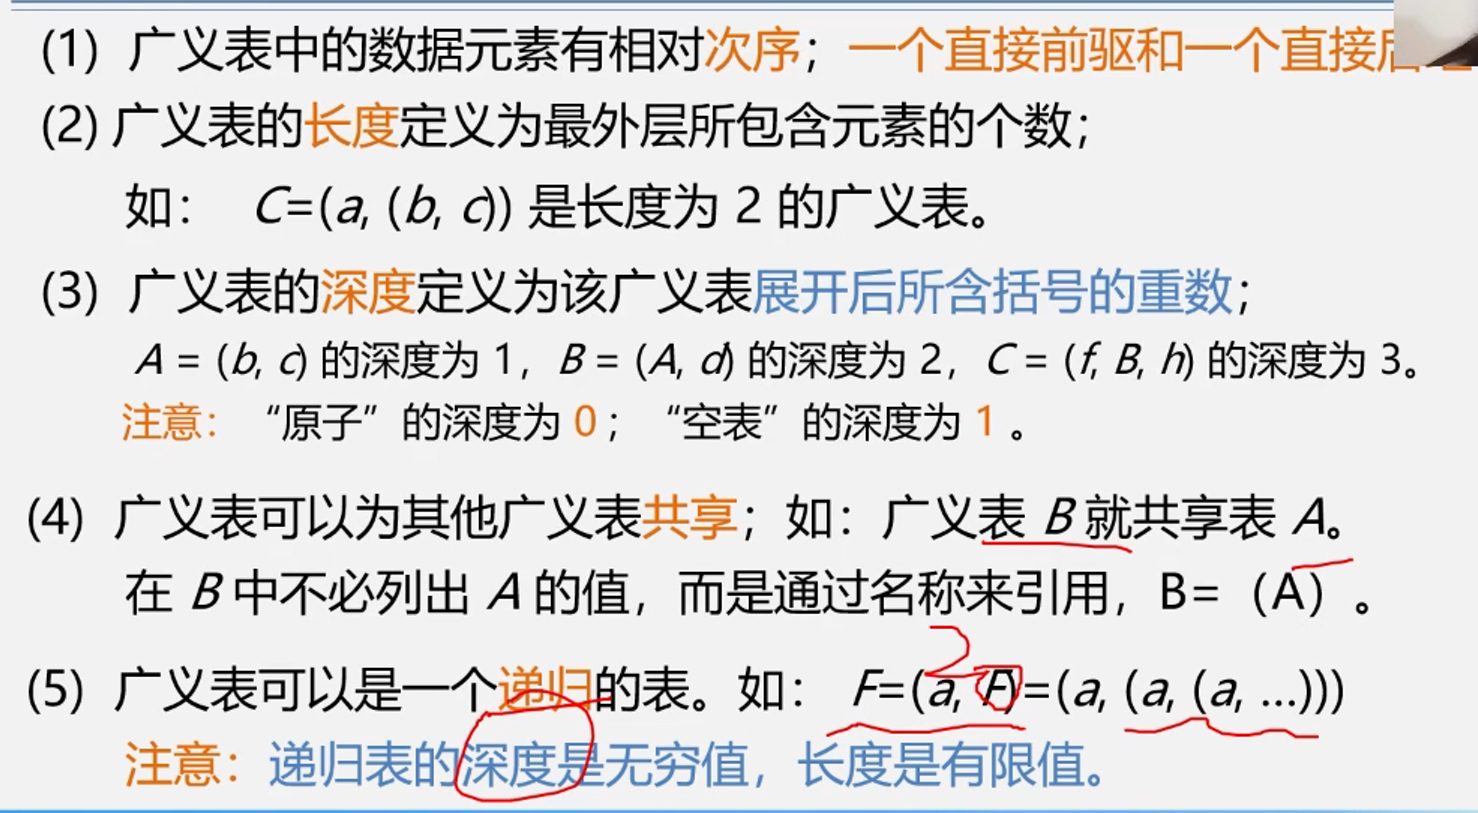 (1) 广义表中的数据元素有相对次序；一个直接前驱和一个直接
(2) 广义表的长度定义为最外层所包含元素的个数；
如： C=(a, (b, c)) 是长度为 2 的广义表。
(3) 广义表的深度定义为该广义表展开后所含括号的重数；
A = (b, c) 的深度为 1，B = (A, d) 的深度为 2，C = (f, B, h) 的深度为 3。
注意：“原子”的深度为 0；“空表”的深度为 1 。
(4) 广义表可以为其他广义表共享；如：广义表 B 就共享表 A。
在 B 中不必列出 A 的值，而是通过名称来引用，B=（A）。
2
(5) 广义表可以是一个递归的表。如： F=(a, F)=(a, (a, (a, …)))
注意：递归表的深度是无穷值，长度是有限值。